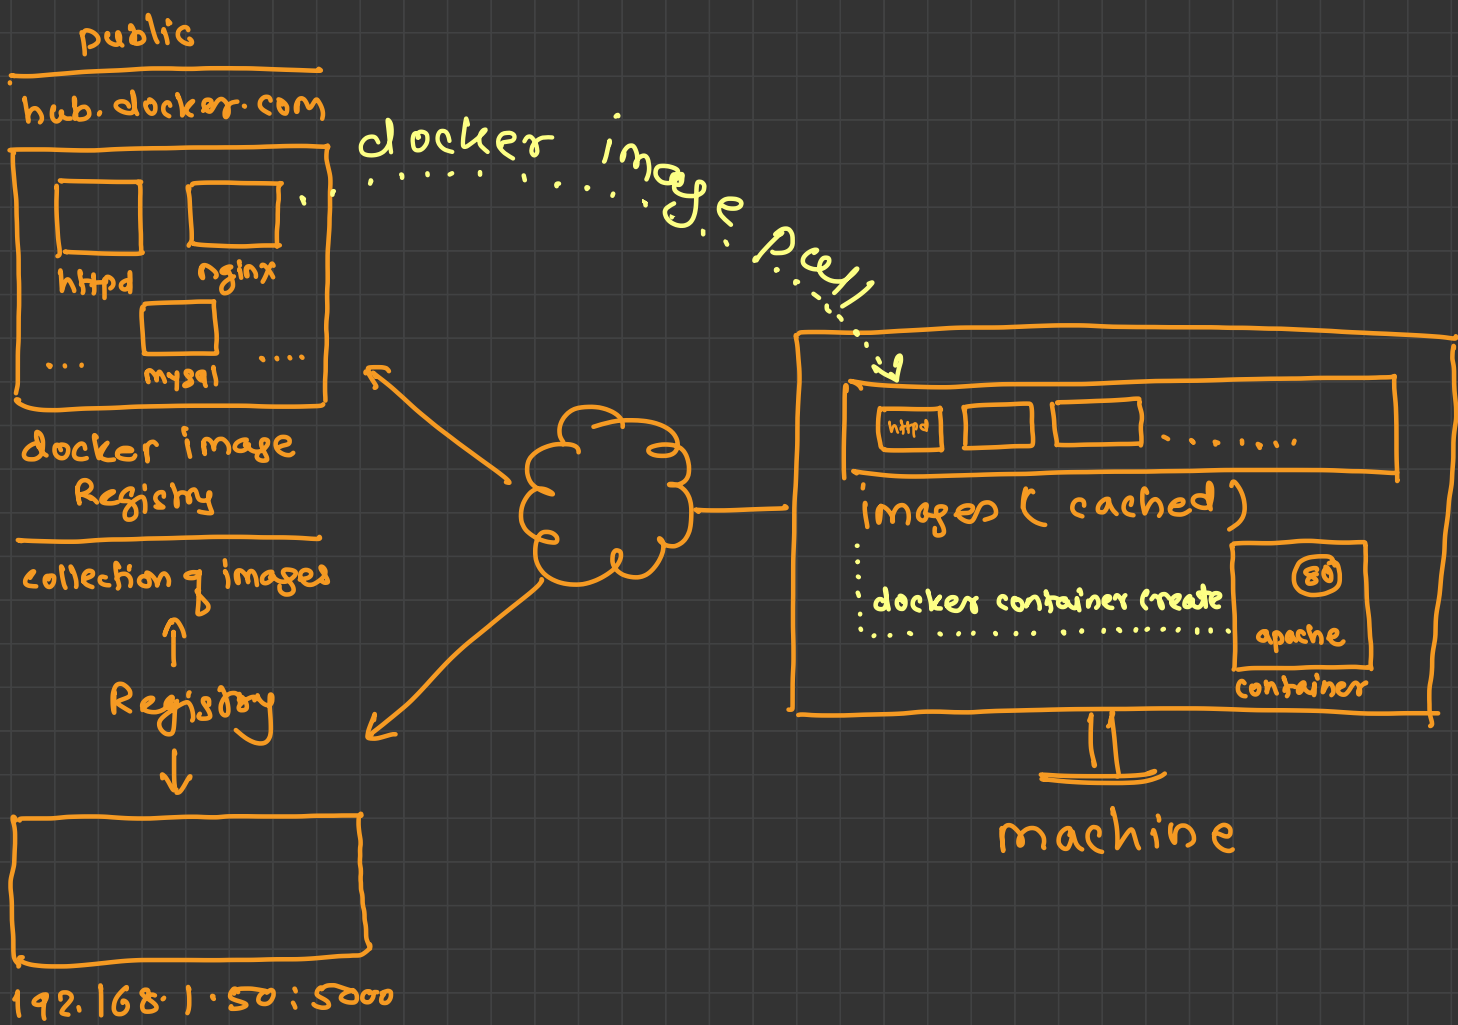 public
hub.docker.com
httpd
nginx
...
mysql
....
docker image
Registry
collection of images
Registry
192.168.1.50:5000
docker image pull
httpd
.......
images (cached)
docker container create
80
apache
container
machine